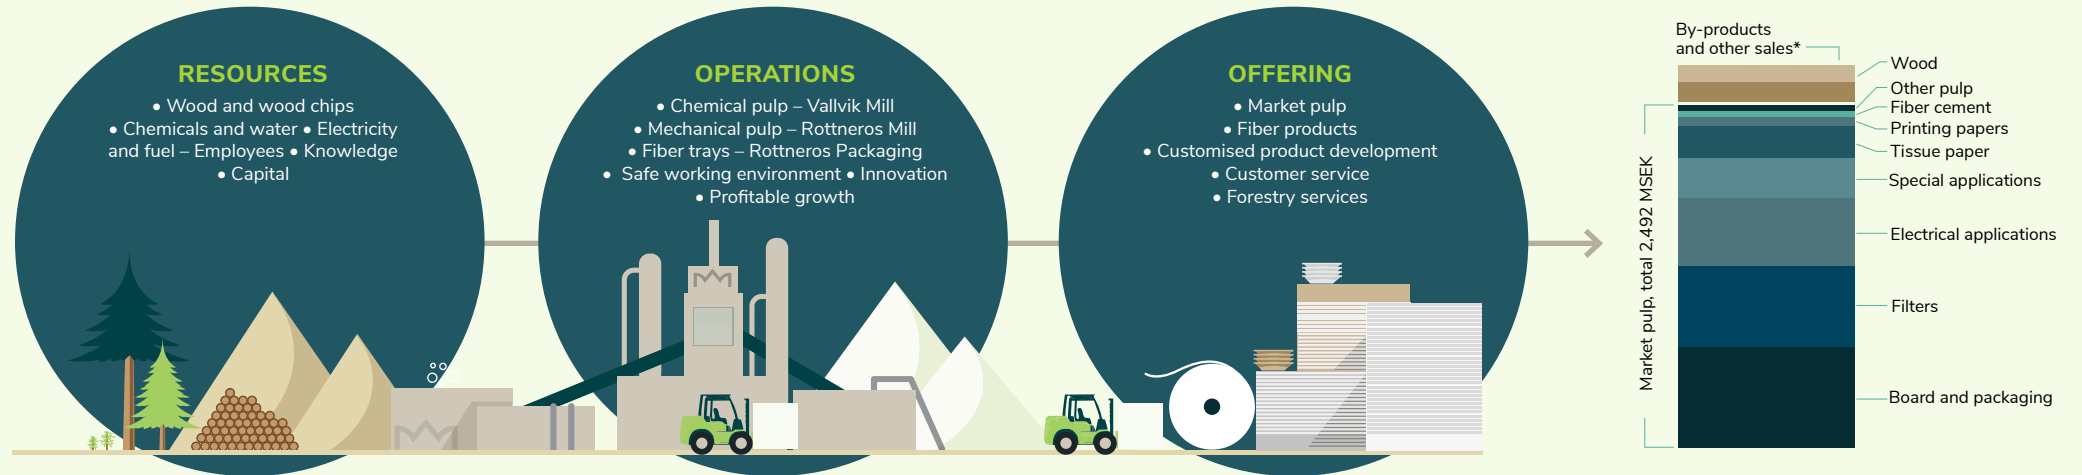 RESOURCES
• Wood and wood chips
• Chemicals and water • Electricity
and fuel – Employees • Knowledge
• Capital
OPERATIONS
• Chemical pulp – Vallvik Mill
• Mechanical pulp – Rottneros Mill
• Fiber trays – Rottneros Packaging
• Safe working environment • Innovation
• Profitable growth
OFFERING
• Market pulp
• Fiber products
• Customised product development
• Customer service
• Forestry services
By-products
and other sales*
Market pulp, total 2,492 MSEK
Wood
Other pulp
Fiber cement
Printing papers
Tissue paper
Special applications
Electrical applications
Filters
Board and packaging